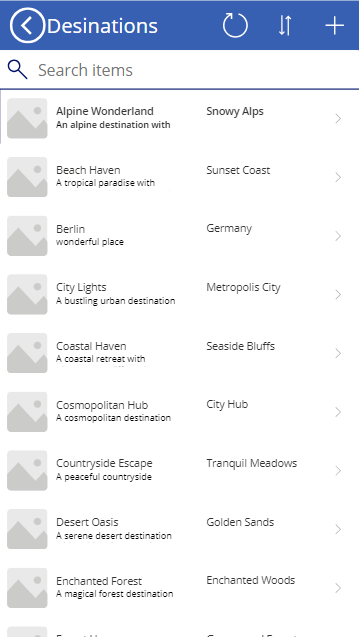 Desinations
Search items
Alpine Wonderland Snowy Alps
An alpine destination with
Beach Haven Sunset Coast
A tropical paradise with
Berlin Germany
wonderful place
City Lights Metropolis City
A bustling urban destination
Coastal Haven Seaside Bluffs
A coastal retreat with
Cosmopolitan Hub City Hub
A cosmopolitan destination
Countryside Escape Tranquil Meadows
A peaceful countryside
Desert Oasis Golden Sands
A serene desert destination
Enchanted Forest Enchanted Woods
A magical forest destination